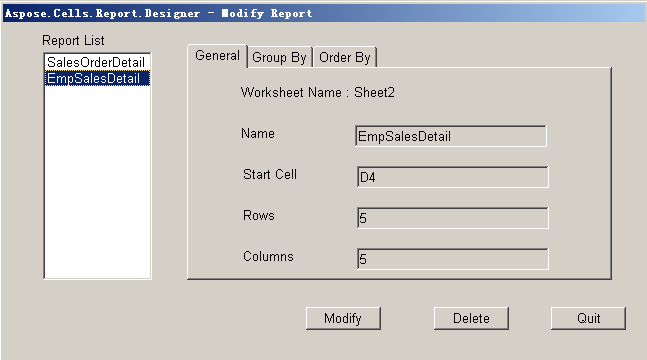 Aspose.Cells.Report.Designer - Modify Report
Report List
SalesOrderDetail
EmpSalesDetail
General Group By Order By
Worksheet Name : Sheet2
Name EmpSalesDetail
Start Cell D4
Rows 5
Columns 5
Modify Delete Quit